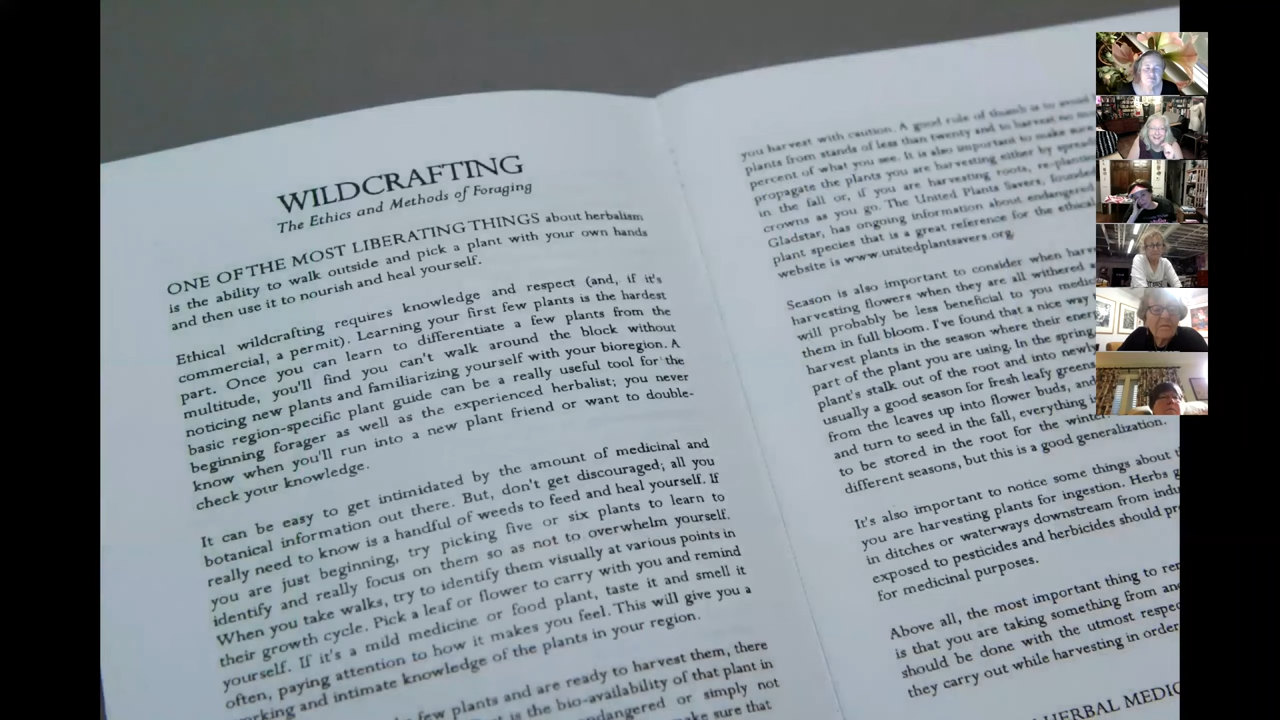 WILDCRAFTING
The Ethics and Methods of Foraging
ONE OF THE MOST LIBERATING THINGS about herbalism
is the ability to walk outside and pick a plant with your own hands
and then use it to nourish and heal yourself.
Ethical wildcrafting requires knowledge and respect (and, if it's
commercial, a permit). Learning your first few plants is the hardest
part. Once you can learn to differentiate a few plants from the
multitude, you'll find you can't walk around the block without
noticing new plants and familiarizing yourself with your bioregion. A
basic region-specific plant guide can be a really useful tool for the
beginning forager as well as the experienced herbalist; you never
know when you'll run into a new plant friend or want to double-
check your knowledge.
It can be easy to get intimidated by the amount of medicinal and
botanical information out there. But, don't get discouraged; all you
really need to know is a handful of weeds to feed and heal yourself. If
you are just beginning, try picking five or six plants to learn to
identify and really focus on them so as not to overwhelm yourself.
When you take walks, try to identify them visually at various points in
their growth cycle. Pick a leaf or flower to carry with you and remind
yourself. If it's a mild medicine or food plant, taste it and smell it
often, paying attention to how it makes you feel. This will give you a
working and intimate knowledge of the plants in your region.
few plants and are ready to harvest them, there
is the bio-availability of that plant in
endangered or simply not
make sure that
you harvest with caution. A good rule of thumb is to avoid
plants from stands of less than twenty and to harvest no
percent of what you see. It is also important to make sure
propagate the plants you are harvesting either by
in the fall or, if you are harvesting roots,
crowns as you go. The United Plants Savers,
Gladstar, has ongoing information about endangered
plant species that is a great reference for the
website is www.unitedplantsavers.org.
Season is also important to consider when
harvesting flowers when they are all withered
will probably be less beneficial to you
them in full bloom. I've found that a nice way
harvest plants in the season where their
part of the plant you are using. In the spring
plant's stalk out of the root and into
usually a good season for fresh leafy greens
from the leaves up into flower buds, and
and turn to seed in the fall, everything
to be stored in the root for the winter.
different seasons, but this is a good generalization.
It's also important to notice some things about
you are harvesting plants for ingestion. Herbs
in ditches or waterways downstream from
exposed to pesticides and herbicides should
for medicinal purposes.
Above all, the most important thing to
is that you are taking something from
should be done with the utmost
they carry out while harvesting in order
HERBAL